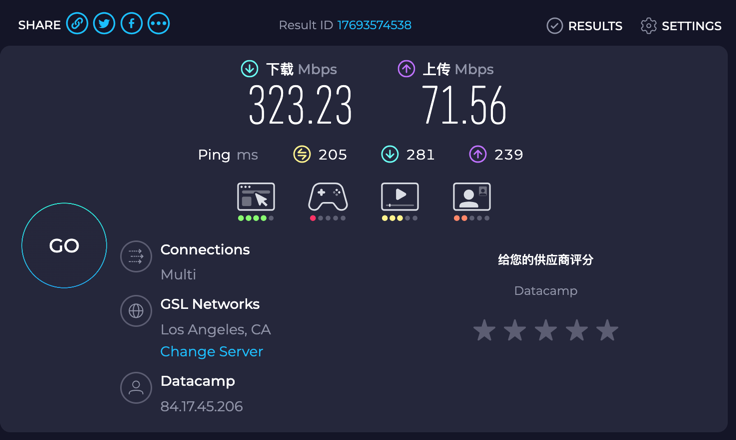 SHARE
Result ID 17693574538
RESULTS
SETTINGS
下载 Mbps
上传 Mbps
323.23
71.56
Ping ms
205
281
239
GO
Connections
Multi
GSL Networks
Los Angeles, CA
Change Server
Datacamp
84.17.45.206
给您的供应商评分
Datacamp